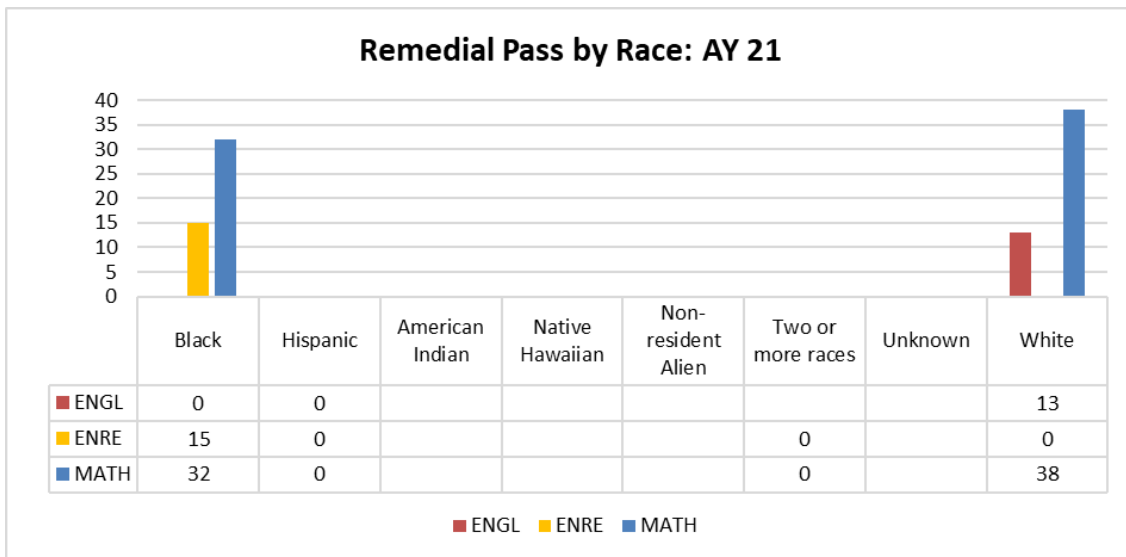 Remedial Pass by Race: AY 21
40
35
30
25
20
15
10
5
0
Black Hispanic American Indian Native Hawaiian Non-resident Alien Two or more races Unknown White
ENGL 0 0 13
ENRE 15 0 0 0
MATH 32 0 0 38
ENGL ENRE MATH